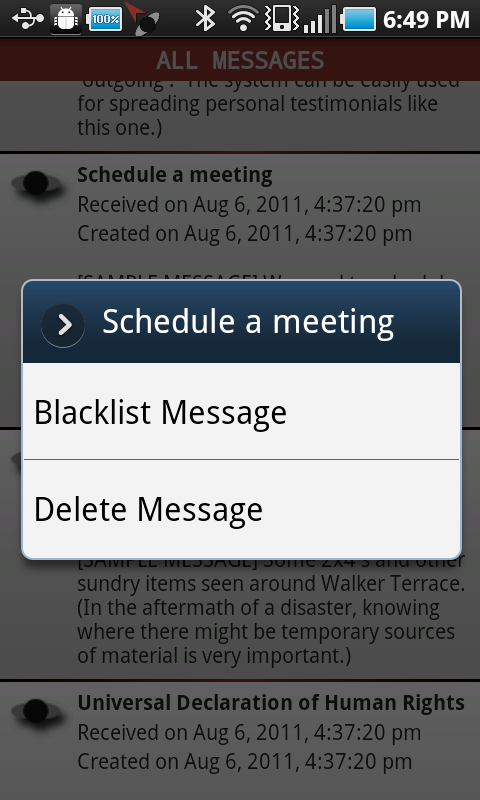 100%
6:49 PM
ALL MESSAGES
"outgoing". The system can be easily used
for spreading personal testimonials like
this one.)
Schedule a meeting
Received on Aug 6, 2011, 4:37:20 pm
Created on Aug 6, 2011, 4:37:20 pm
[SAMPLE MESSAGE]
Schedule a meeting
Blacklist Message
Delete Message
[SAMPLE MESSAGE] Some 2x4's and other
sundry items seen around Walker Terrace.
(In the aftermath of a disaster, knowing
where there might be temporary sources
of material is very important.)
Universal Declaration of Human Rights
Received on Aug 6, 2011, 4:37:20 pm
Created on Aug 6, 2011, 4:37:20 pm